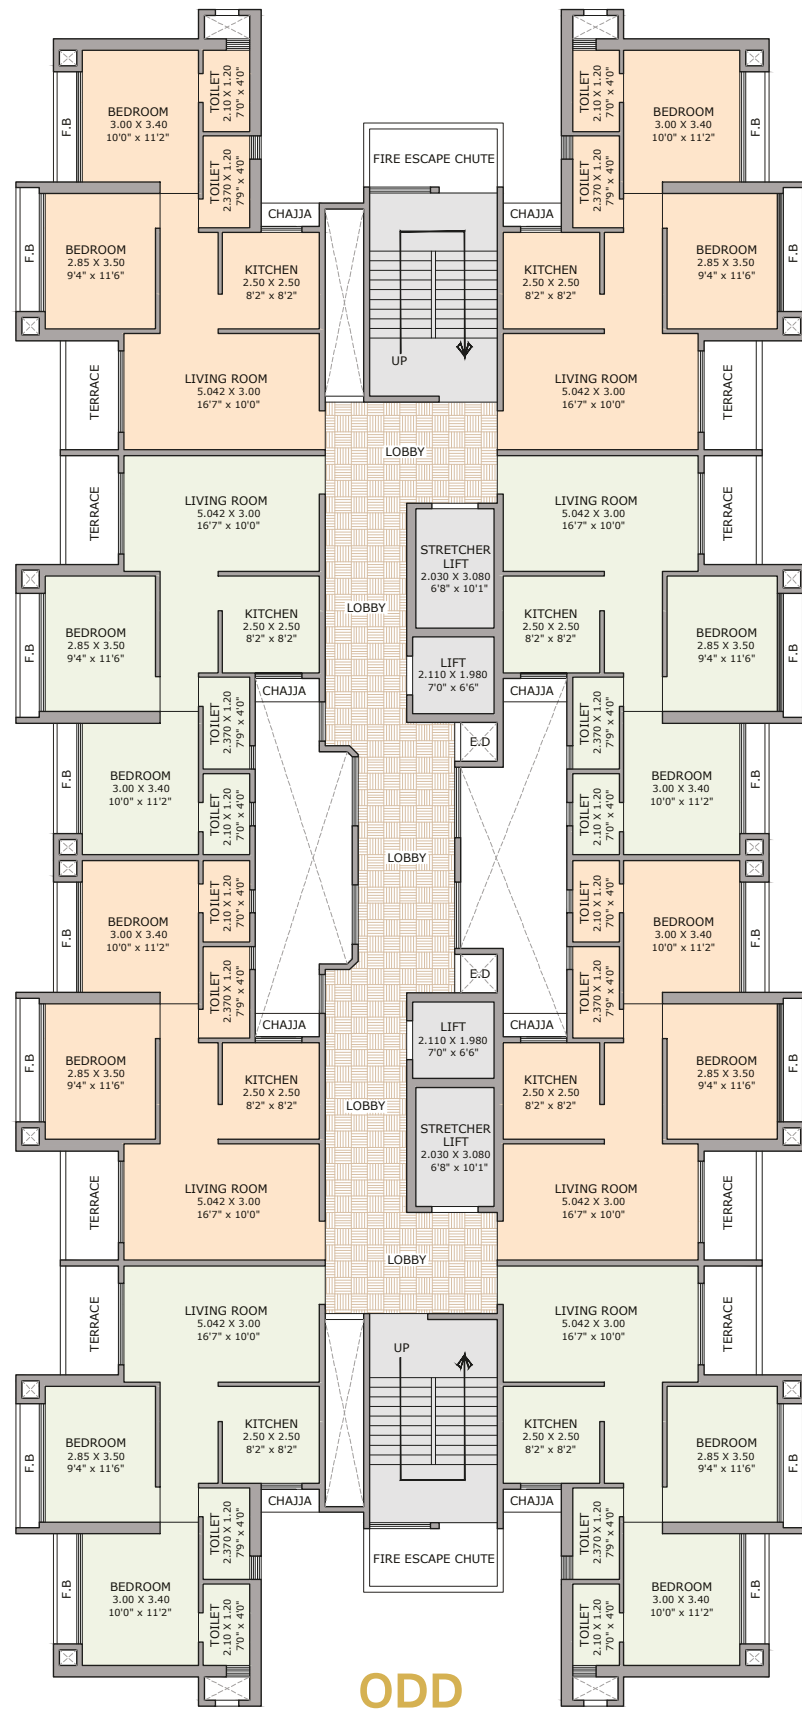 TOILET
2.10 X 1.20
7'0" x 4'0"
BEDROOM
3.00 X 3.40
10'0" x 11'2"
F.B
TOILET
2.370 X 1.20
7'9" x 4'0"
CHAJJA
BEDROOM
2.85 X 3.50
9'4" x 11'6"
F.B
KITCHEN
2.50 X 2.50
8'2" x 8'2"
LIVING ROOM
5.042 X 3.00
16'7" x 10'0"
TERRACE
FIRE ESCAPE CHUTE
UP
TOILET
2.10 X 1.20
7'0" x 4'0"
BEDROOM
3.00 X 3.40
10'0" x 11'2"
F.B
TOILET
2.370 X 1.20
7'9" x 4'0"
CHAJJA
BEDROOM
2.85 X 3.50
9'4" x 11'6"
F.B
KITCHEN
2.50 X 2.50
8'2" x 8'2"
LIVING ROOM
5.042 X 3.00
16'7" x 10'0"
TERRACE
LOBBY
TERRACE
LIVING ROOM
5.042 X 3.00
16'7" x 10'0"
KITCHEN
2.50 X 2.50
8'2" x 8'2"
BEDROOM
2.85 X 3.50
9'4" x 11'6"
F.B
CHAJJA
TOILET
2.370 X 1.20
7'9" x 4'0"
BEDROOM
3.00 X 3.40
10'0" x 11'2"
F.B
TOILET
2.10 X 1.20
7'0" x 4'0"
LOBBY
STRETCHER
LIFT
2.030 X 3.080
6'8" x 10'1"
LIFT
2.110 X 1.980
7'0" x 6'6"
E.D
LIVING ROOM
5.042 X 3.00
16'7" x 10'0"
TERRACE
KITCHEN
2.50 X 2.50
8'2" x 8'2"
BEDROOM
2.85 X 3.50
9'4" x 11'6"
F.B
CHAJJA
TOILET
2.370 X 1.20
7'9" x 4'0"
BEDROOM
3.00 X 3.40
10'0" x 11'2"
F.B
TOILET
2.10 X 1.20
7'0" x 4'0"
LOBBY
TOILET
2.10 X 1.20
7'0" x 4'0"
BEDROOM
3.00 X 3.40
10'0" x 11'2"
F.B
TOILET
2.370 X 1.20
7'9" x 4'0"
CHAJJA
BEDROOM
2.85 X 3.50
9'4" x 11'6"
F.B
KITCHEN
2.50 X 2.50
8'2" x 8'2"
LIVING ROOM
5.042 X 3.00
16'7" x 10'0"
TERRACE
E.D
LIFT
2.110 X 1.980
7'0" x 6'6"
LOBBY
STRETCHER
LIFT
2.030 X 3.080
6'8" x 10'1"
TOILET
2.10 X 1.20
7'0" x 4'0"
BEDROOM
3.00 X 3.40
10'0" x 11'2"
F.B
TOILET
2.370 X 1.20
7'9" x 4'0"
CHAJJA
BEDROOM
2.85 X 3.50
9'4" x 11'6"
F.B
KITCHEN
2.50 X 2.50
8'2" x 8'2"
LIVING ROOM
5.042 X 3.00
16'7" x 10'0"
TERRACE
LOBBY
TERRACE
LIVING ROOM
5.042 X 3.00
16'7" x 10'0"
KITCHEN
2.50 X 2.50
8'2" x 8'2"
BEDROOM
2.85 X 3.50
9'4" x 11'6"
F.B
CHAJJA
TOILET
2.370 X 1.20
7'9" x 4'0"
BEDROOM
3.00 X 3.40
10'0" x 11'2"
F.B
TOILET
2.10 X 1.20
7'0" x 4'0"
UP
FIRE ESCAPE CHUTE
LIVING ROOM
5.042 X 3.00
16'7" x 10'0"
TERRACE
KITCHEN
2.50 X 2.50
8'2" x 8'2"
BEDROOM
2.85 X 3.50
9'4" x 11'6"
F.B
CHAJJA
TOILET
2.370 X 1.20
7'9" x 4'0"
BEDROOM
3.00 X 3.40
10'0" x 11'2"
F.B
TOILET
2.10 X 1.20
7'0" x 4'0"
ODD